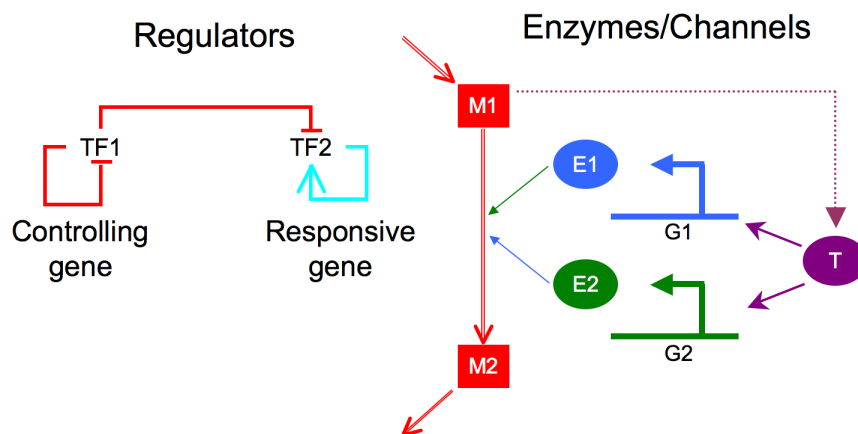 Regulators
TF1
TF2
Controlling
gene
Responsive
gene
Enzymes/Channels
M1
E1
G1
T
E2
G2
M2